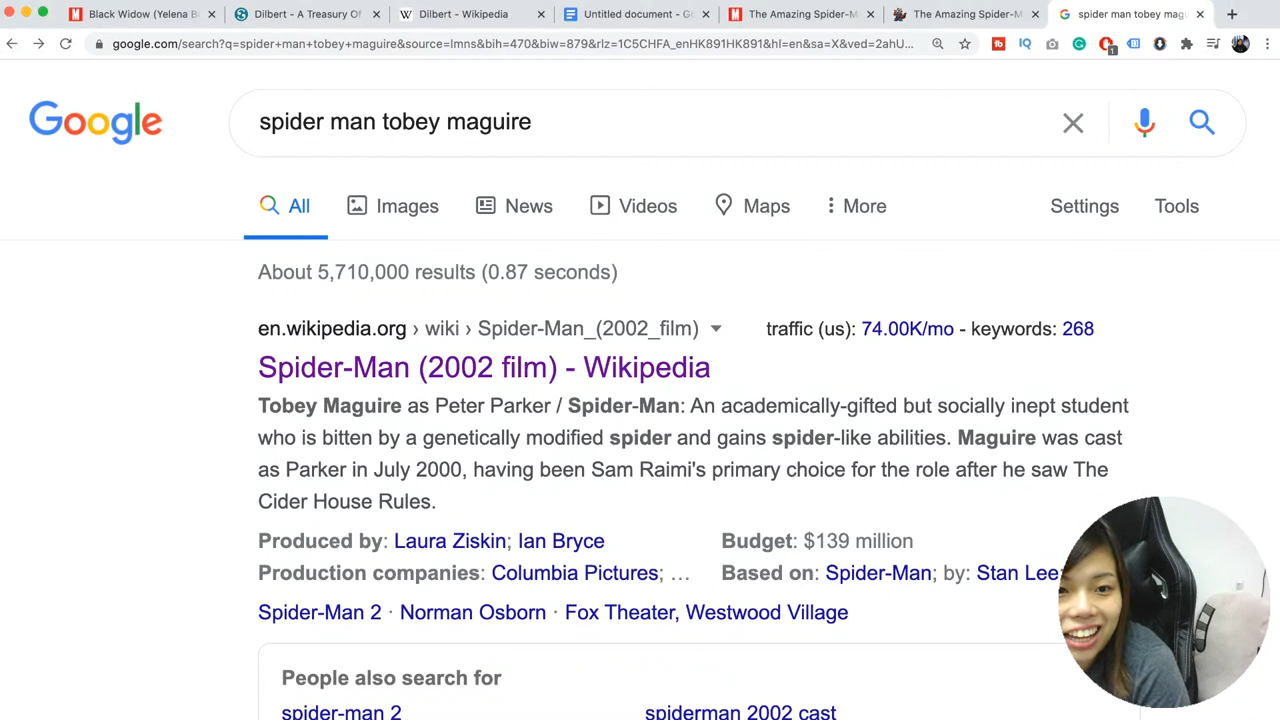 Black Widow (Yelena B
Dilbert - A Treasury Of
Dilbert - Wikipedia
Untitled document - Go
The Amazing Spider-M
The Amazing Spider-M
spider man tobey magu
google.com/search?q=spider+man+tobey+maguire&source=lmns&bih=470&biw=879&rlz=1C5CHFA_enHK891HK891&hl=en&sa=X&ved=2ahU...
Google
spider man tobey maguire
All
Images
News
Videos
Maps
More
Settings
Tools
About 5,710,000 results (0.87 seconds)
en.wikipedia.org › wiki › Spider-Man_(2002_film) traffic (us): 74.00K/mo - keywords: 268
Spider-Man (2002 film) - Wikipedia
Tobey Maguire as Peter Parker / Spider-Man: An academically-gifted but socially inept student
who is bitten by a genetically modified spider and gains spider-like abilities. Maguire was cast
as Parker in July 2000, having been Sam Raimi's primary choice for the role after he saw The
Cider House Rules.
Produced by: Laura Ziskin; Ian Bryce
Budget: $139 million
Production companies: Columbia Pictures; …
Based on: Spider-Man; by: Stan Lee;
Spider-Man 2 · Norman Osborn · Fox Theater, Westwood Village
People also search for
spider-man 2
spiderman 2002 cast